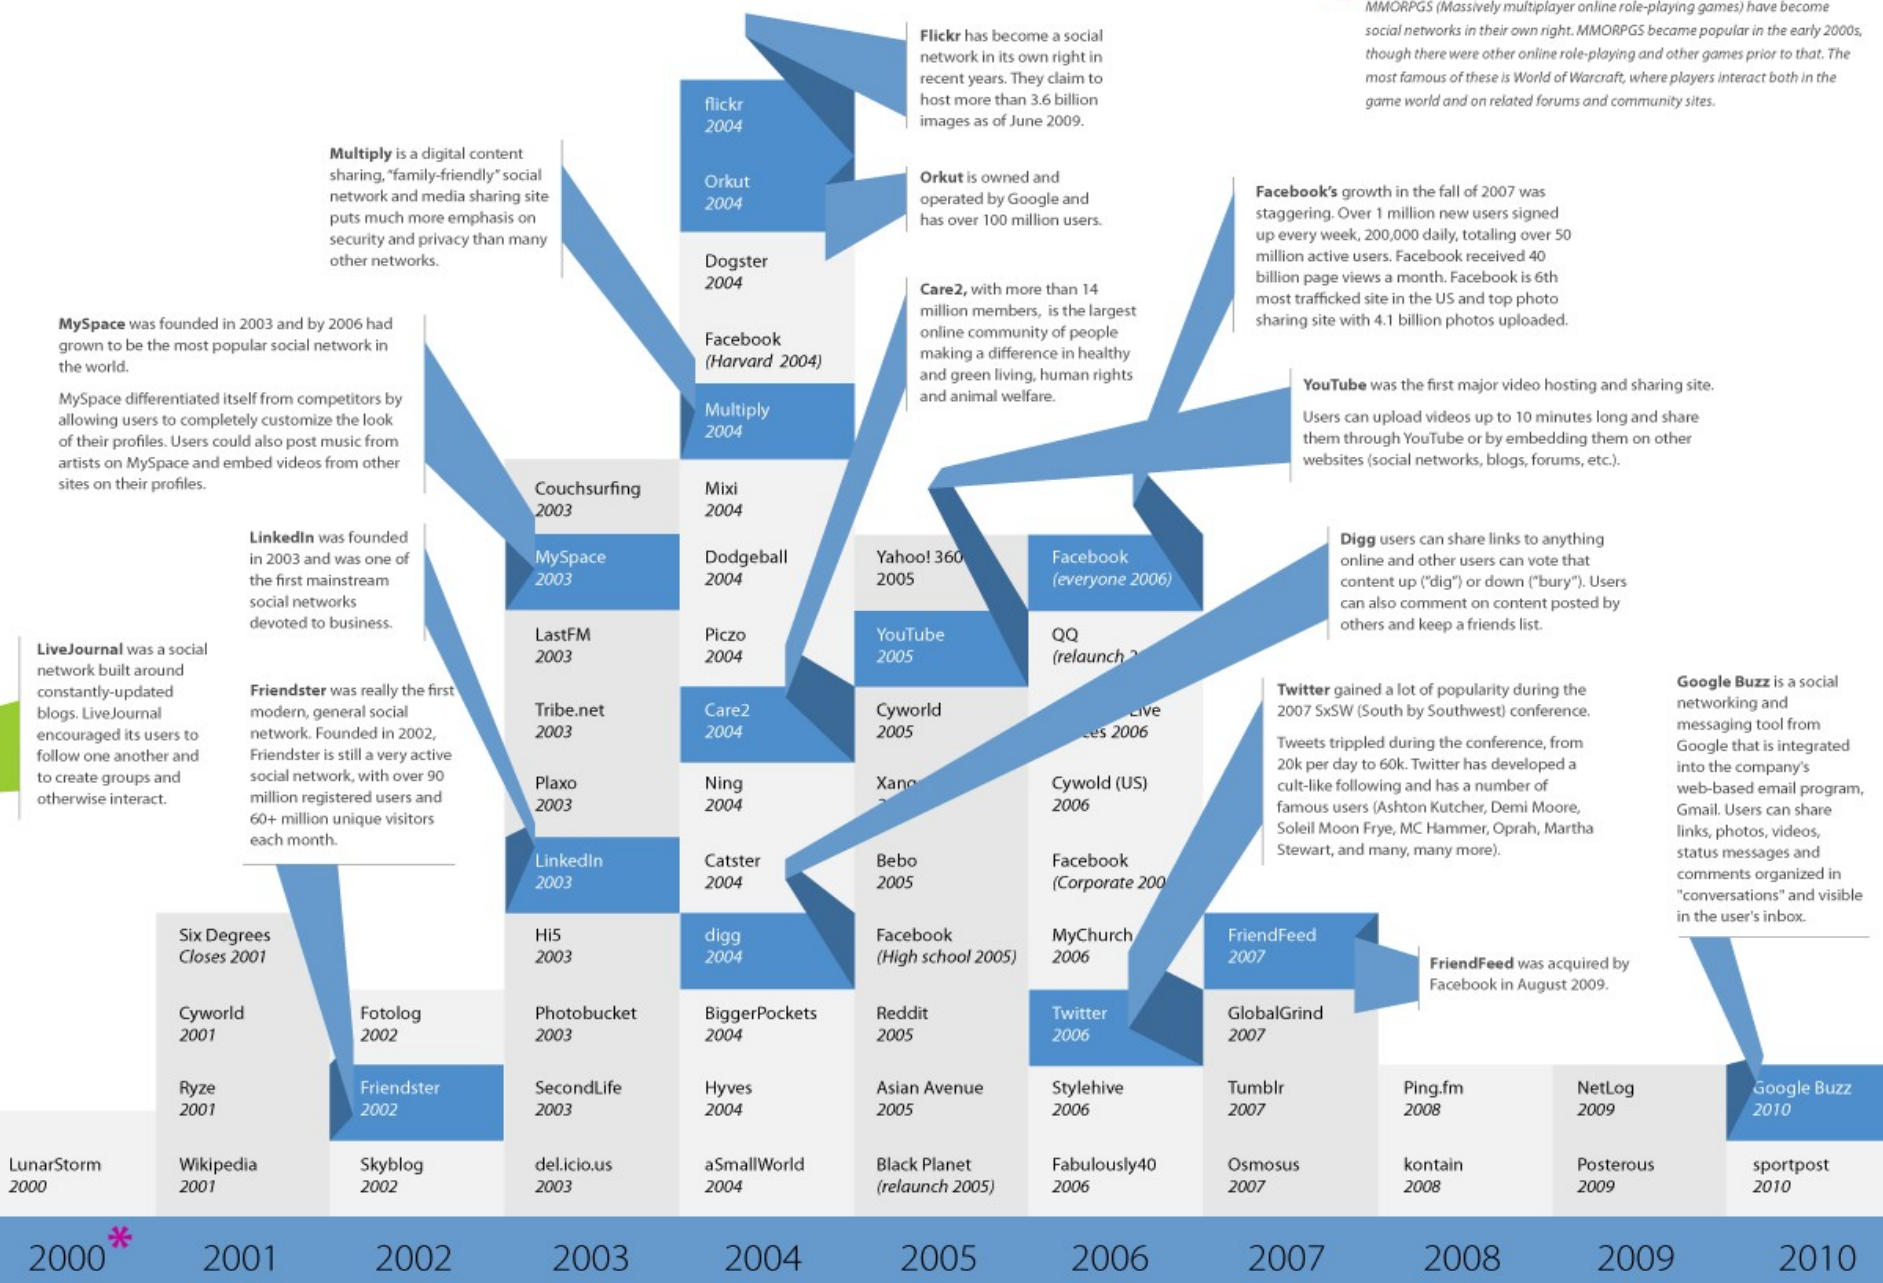 MMORPGS (Massively multiplayer online role-playing games) have become
social networks in their own right. MMORPGS became popular in the early 2000s,
though there were other online role-playing and other games prior to that. The
most famous of these is World of Warcraft, where players interact both in the
game world and on related forums and community sites.
Flickr has become a social
network in its own right in
recent years. They claim to
host more than 3.6 billion
images as of June 2009.
Multiply is a digital content
sharing, "family-friendly" social
network and media sharing site
puts much more emphasis on
security and privacy than many
other networks.
Orkut is owned and
operated by Google and
has over 100 million users.
Facebook's growth in the fall of 2007 was
staggering. Over 1 million new users signed
up every week, 200,000 daily, totaling over 50
million active users. Facebook received 40
billion page views a month. Facebook is 6th
most trafficked site in the US and top photo
sharing site with 4.1 billion photos uploaded.
Care2, with more than 14
million members, is the largest
online community of people
making a difference in healthy
and green living, human rights
and animal welfare.
MySpace was founded in 2003 and by 2006 had
grown to be the most popular social network in
the world.
MySpace differentiated itself from competitors by
allowing users to completely customize the look
of their profiles. Users could also post music from
artists on MySpace and embed videos from other
sites on their profiles.
YouTube was the first major video hosting and sharing site.
Users can upload videos up to 10 minutes long and share
them through YouTube or by embedding them on other
websites (social networks, blogs, forums, etc.).
LinkedIn was founded
in 2003 and was one of
the first mainstream
social networks
devoted to business.
Digg users can share links to anything
online and other users can vote that
content up ("dig") or down ("bury"). Users
can also comment on content posted by
others and keep a friends list.
LiveJournal was a social
network built around
constantly-updated
blogs. LiveJournal
encouraged its users to
follow one another and
to create groups and
otherwise interact.
Friendster was really the first
modern, general social
network. Founded in 2002,
Friendster is still a very active
social network, with over 90
million registered users and
60+ million unique visitors
each month.
Twitter gained a lot of popularity during the
2007 SxSW (South by Southwest) conference.
Tweets trippled during the conference, from
20k per day to 60k. Twitter has developed a
cult-like following and has a number of
famous users (Ashton Kutcher, Demi Moore,
Soleil Moon Frye, MC Hammer, Oprah, Martha
Stewart, and many, many more).
Google Buzz is a social
networking and
messaging tool from
Google that is integrated
into the company's
web-based email program,
Gmail. Users can share
links, photos, videos,
status messages and
comments organized in
"conversations" and visible
in the user's inbox.
FriendFeed was acquired by
Facebook in August 2009.
LunarStorm
2000
Six Degrees
Closes 2001
Cyworld
2001
Ryze
2001
Wikipedia
2001
Fotolog
2002
Friendster
2002
Skyblog
2002
Couchsurfing
2003
MySpace
2003
LastFM
2003
Tribe.net
2003
Plaxo
2003
LinkedIn
2003
Hi5
2003
Photobucket
2003
SecondLife
2003
del.icio.us
2003
flickr
2004
Orkut
2004
Dogster
2004
Facebook
(Harvard 2004)
Multiply
2004
Mixi
2004
Dodgeball
2004
Piczo
2004
Care2
2004
Ning
2004
Catster
2004
digg
2004
BiggerPockets
2004
Hyves
2004
aSmallWorld
2004
Yahoo! 360
2005
YouTube
2005
Cyworld
2005
Bebo
2005
Facebook
(High school 2005)
Reddit
2005
Asian Avenue
2005
Black Planet
(relaunch 2005)
Facebook
(everyone 2006)
QQ
(relaunch
2006
Cywold (US)
2006
Facebook
(Corporate 200
MyChurch
2006
Twitter
2006
Stylehive
2006
Fabulously40
2006
FriendFeed
2007
GlobalGrind
2007
Tumblr
2007
Osmosus
2007
Ping.fm
2008
kontain
2008
NetLog
2009
Posterous
2009
Google Buzz
2010
sportpost
2010
2000* 2001 2002 2003 2004 2005 2006 2007 2008 2009 2010